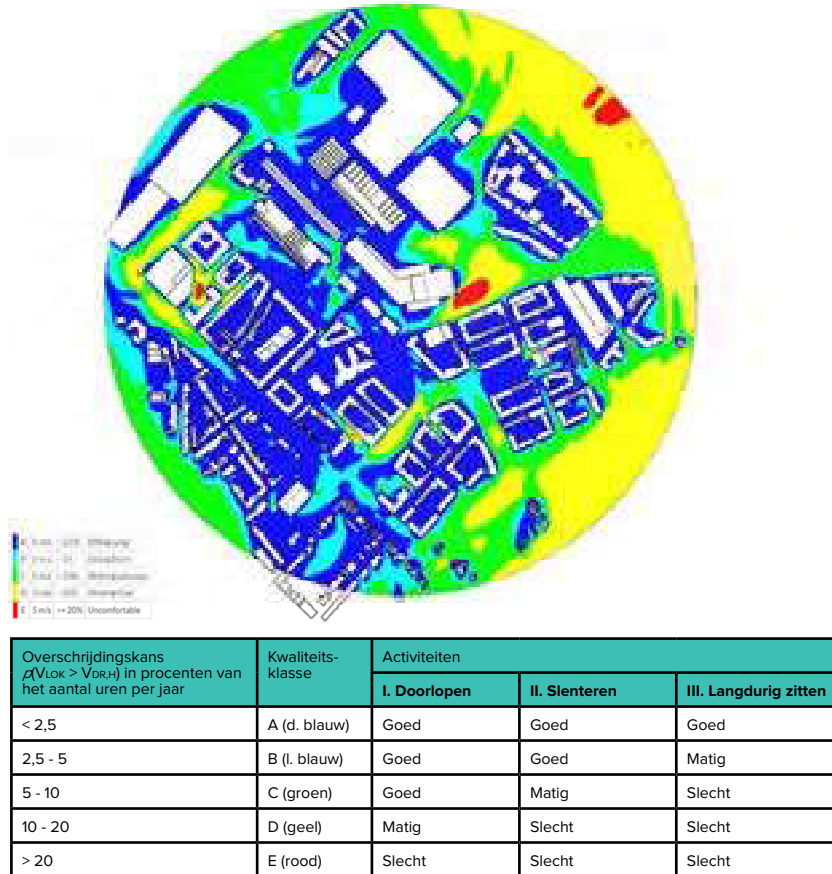 E 5 m/s >= 20% Uncomfortable
Overschrijdingskans
p(VLOK > VDR,H) in procenten van
het aantal uren per jaar
Kwaliteits-
klasse
Activiteiten
I. Doorlopen II. Slenteren III. Langdurig zitten
< 2,5 A (d. blauw) Goed Goed Goed
2,5 - 5 B (l. blauw) Goed Goed Matig
5 - 10 C (groen) Goed Matig Slecht
10 - 20 D (geel) Matig Slecht Slecht
> 20 E (rood) Slecht Slecht Slecht